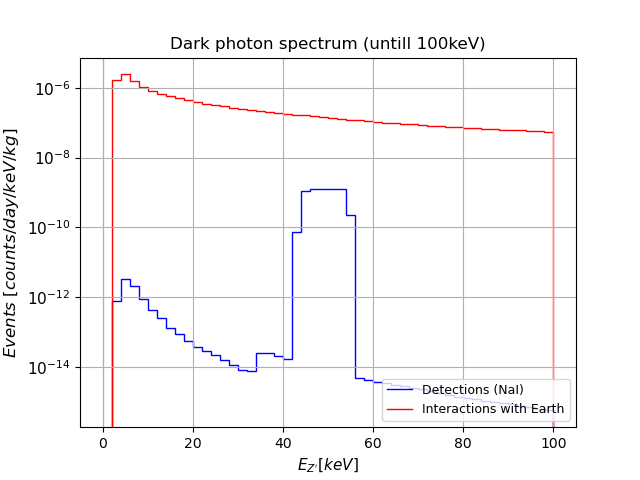 Dark photon spectrum (untill 100keV)
Events [counts/day/keV/kg]
10⁻⁶
10⁻⁸
10⁻¹⁰
10⁻¹²
10⁻¹⁴
Detections (NaI)
Interactions with Earth
0 20 40 60 80 100
E_{Z'}[keV]